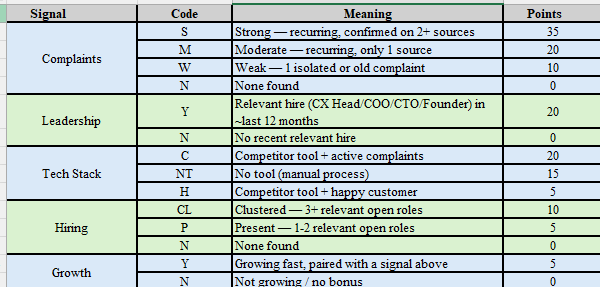 Signal Code Meaning Points
Complaints
S Strong — recurring, confirmed on 2+ sources 35
M Moderate — recurring, only 1 source 20
W Weak — 1 isolated or old complaint 10
N None found 0
Leadership
Y Relevant hire (CX Head/COO/CTO/Founder) in
~last 12 months 20
N No recent relevant hire 0
Tech Stack
C Competitor tool + active complaints 20
NT No tool (manual process) 15
H Competitor tool + happy customer 5
Hiring
CL Clustered — 3+ relevant open roles 10
P Present — 1-2 relevant open roles 5
N None found 0
Growth
Y Growing fast, paired with a signal above 5
N Not growing / no bonus 0